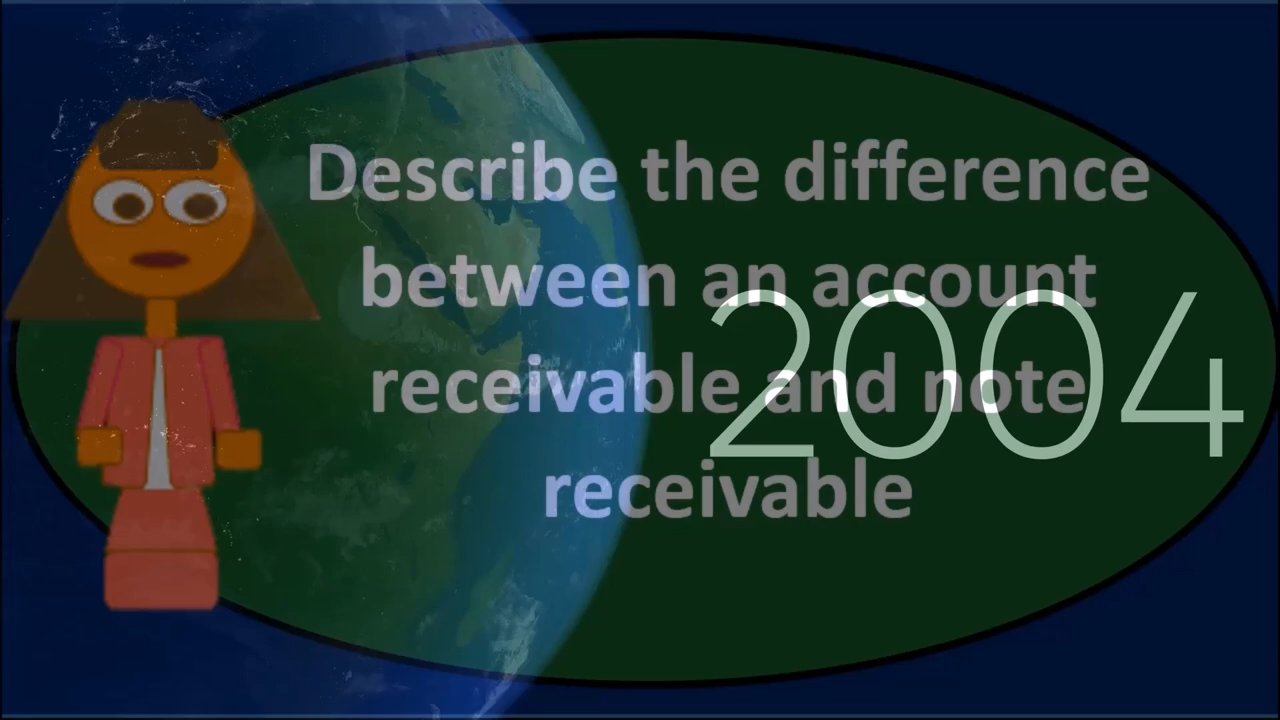 Describe the difference
between an account
receivable and note
receivable
2004